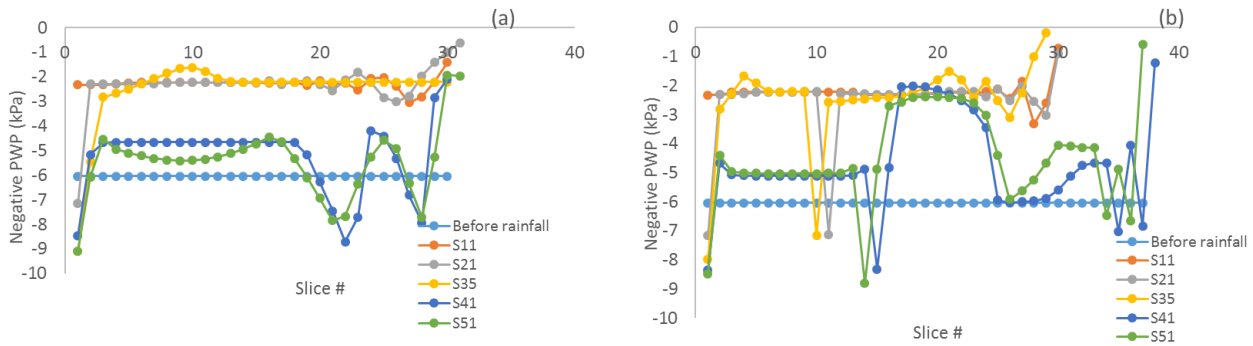 (a)
0
-1
-2
-3
-4
-5
-6
-7
-8
-9
-10
0 10 20 30 40
Negative PWP (kPa)
Slice #
Before rainfall
S11
S21
S35
S41
S51
(b)
0
-1
-2
-3
-4
-5
-6
-7
-8
-9
-10
0 10 20 30 40
Negative PWP (kPa)
Slice #
Before rainfall
S11
S21
S35
S41
S51